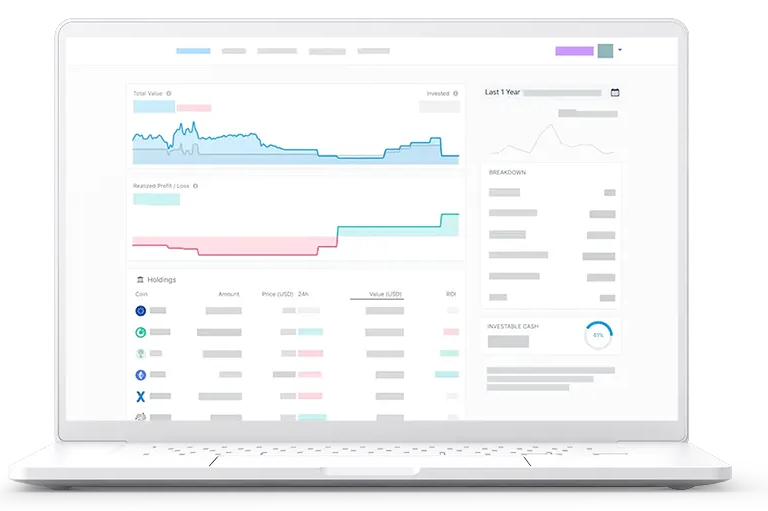 Total Value
Invested
Last 1 Year
Realized Profit / Loss
BREAKDOWN
Holdings
Coin Amount Price (USD) 24h Value (USD) ROI
INVESTABLE CASH